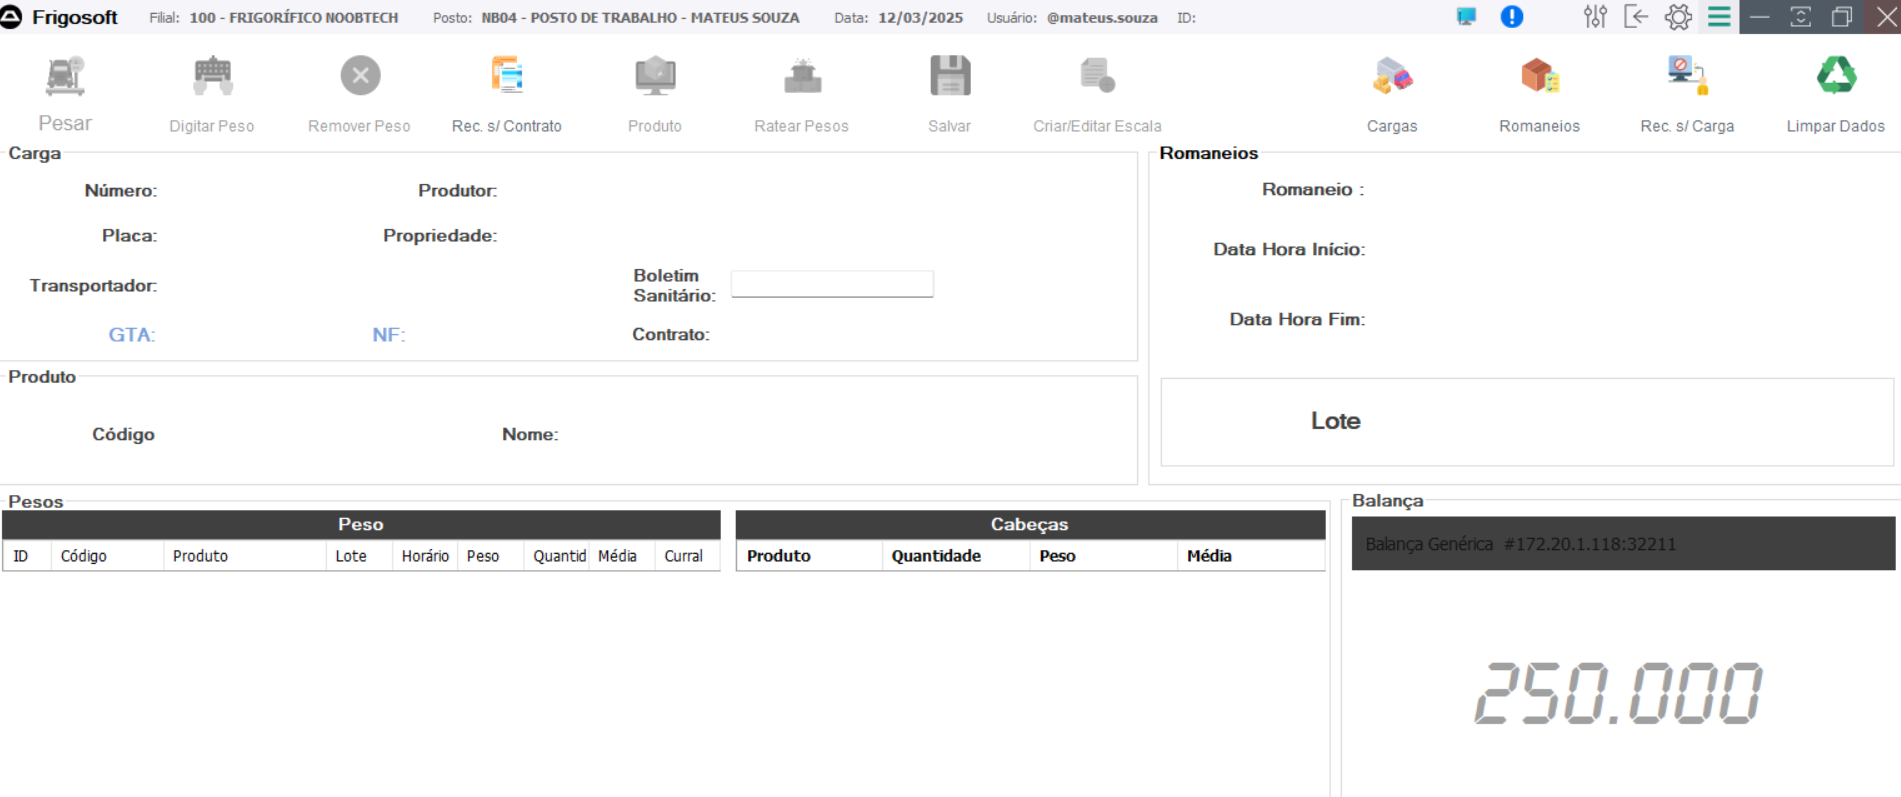 Frigosoft Filial: 100 - FRIGORÍFICO NOOBTECH Posto: NB04 - POSTO DE TRABALHO - MATEUS SOUZA Data: 12/03/2025 Usuário: @mateus.souza ID:
Pesar Digitar Peso Remover Peso Rec. s/ Contrato Produto Ratear Pesos Salvar Criar/Editar Escala Cargas Romaneios Rec. s/ Carga Limpar Dados
Carga
Número: Produtor:
Placa: Propriedade:
Transportador: Boletim Sanitário:
GTA: NF: Contrato:
Romaneios
Romaneio :
Data Hora Início:
Data Hora Fim:
Lote
Produto
Código Nome:
Pesos
Peso
ID Código Produto Lote Horário Peso Quantid Média Curral
Cabeças
Produto Quantidade Peso Média
Balança
Balança Genérica #172.20.1.118:32211
250.000